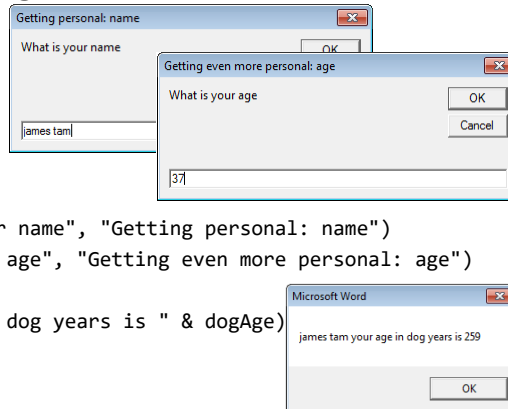 Getting personal: name
What is your name
OK
james tam
Getting even more personal: age
What is your age
OK
Cancel
37
name", "Getting personal: name")
age", "Getting even more personal: age")
dog years is " & dogAge)
Microsoft Word
james tam your age in dog years is 259
OK